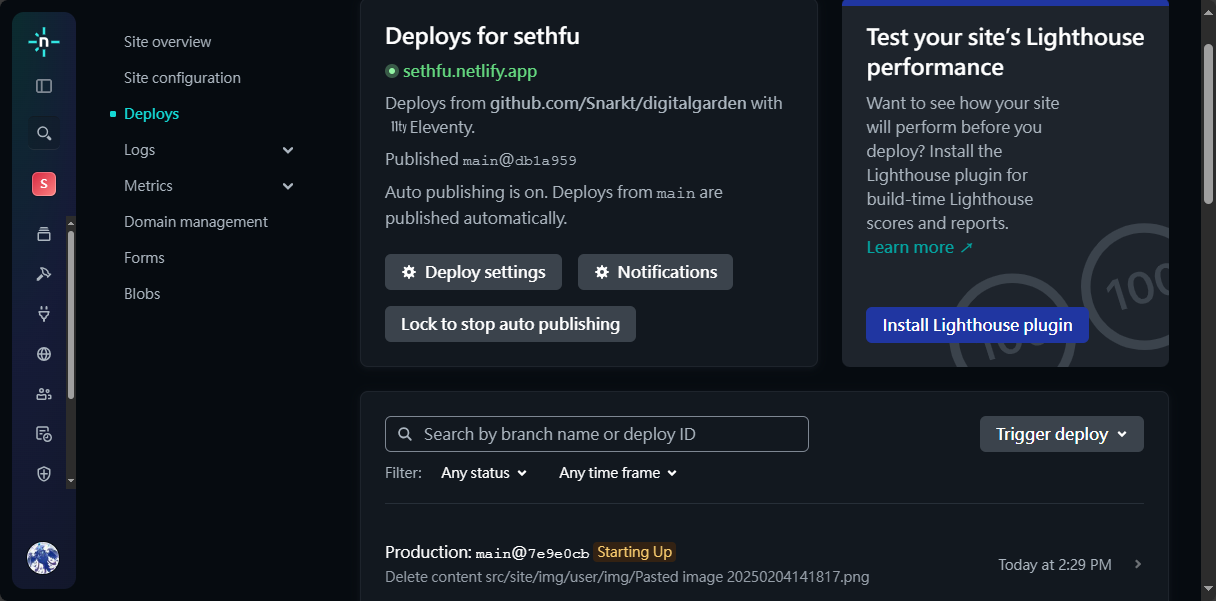 n
S
Site overview
Site configuration
Deploys
Logs
Metrics
Domain management
Forms
Blobs
Deploys for sethfu
sethfu.netlify.app
Deploys from github.com/Snarkt/digitalgarden with
11ty Eleventy.
Published main@db1a959
Auto publishing is on. Deploys from main are
published automatically.
Deploy settings
Notifications
Lock to stop auto publishing
Test your site’s Lighthouse
performance
Want to see how your site
will perform before you
deploy? Install the
Lighthouse plugin for
build-time Lighthouse
scores and reports.
Learn more ↗
100
100
Install Lighthouse plugin
Search by branch name or deploy ID
Trigger deploy
Filter: Any status Any time frame
Production: main@7e9e0cb Starting Up
Delete content src/site/img/user/img/Pasted image 20250204141817.png
Today at 2:29 PM